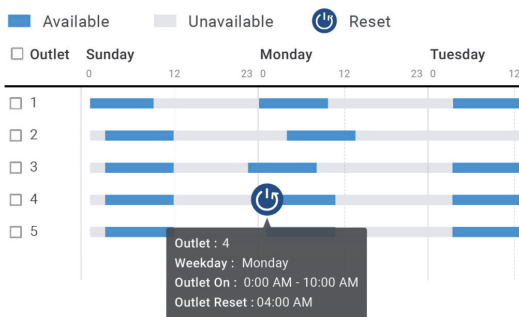 Available Unavailable Reset
Outlet Sunday Monday Tuesday
0 12 23 0 12 23 0 12
1
2
3
4
5
Outlet : 4
Weekday : Monday
Outlet On : 0:00 AM - 10:00 AM
Outlet Reset : 04:00 AM